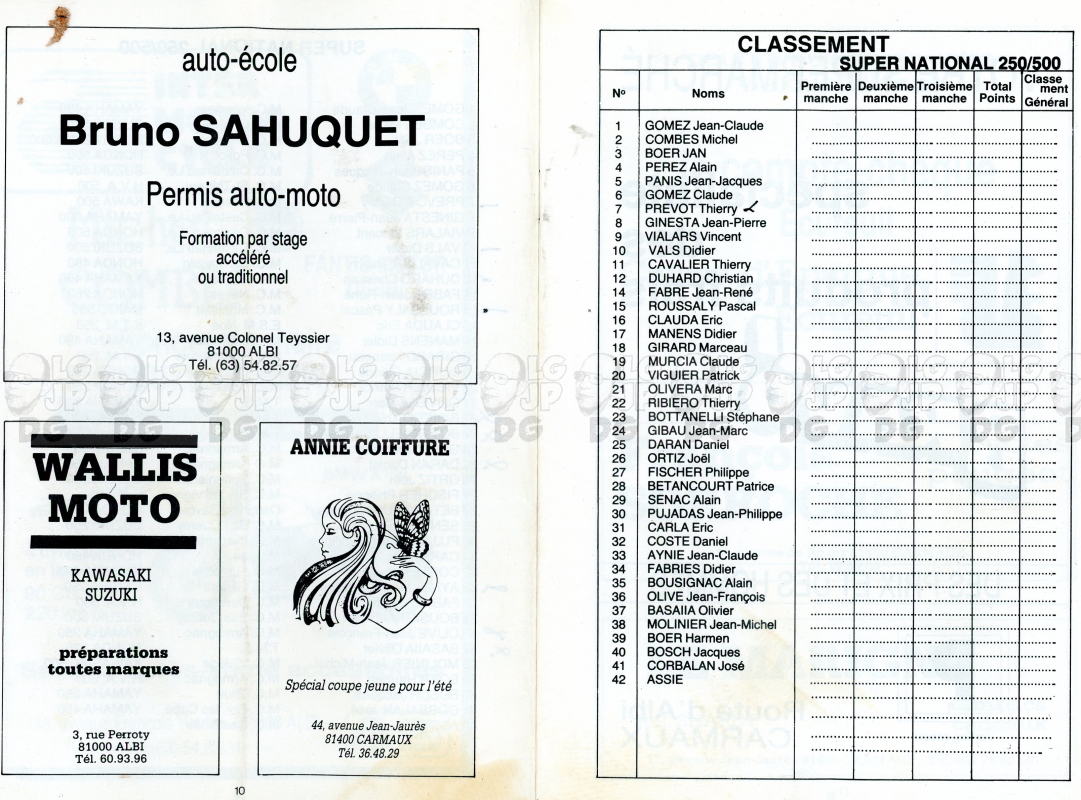 auto-école
Bruno SAHUQUET
Permis auto-moto
Formation par stage
accéléré
ou traditionnel
13, avenue Colonel Teyssier
81000 ALBI
Tél. (63) 54.82.57
WALLIS
MOTO
KAWASAKI
SUZUKI
préparations
toutes marques
3, rue Perroty
81000 ALBI
Tél. 60.93.96
ANNIE COIFFURE
Spécial coupe jeune pour l'été
44, avenue Jean-Jaurès
81400 CARMAUX
Tél. 36.48.29
10
CLASSEMENT
SUPER NATIONAL 250/500
Nº Noms Première manche Deuxième manche Troisième manche Total Points Classement Général
1 GOMEZ Jean-Claude
2 COMBES Michel
3 BOER JAN
4 PEREZ Alain
5 PANIS Jean-Jacques
6 GOMEZ Claude
7 PREVOT Thierry
8 GINESTA Jean-Pierre
9 VIALARS Vincent
10 VALS Didier
11 CAVALIER Thierry
12 DUHARD Christian
14 FABRE Jean-René
15 ROUSSALY Pascal
16 CLAUDA Eric
17 MANENS Didier
18 GIRARD Marceau
19 MURCIA Claude
20 VIGUIER Patrick
21 OLIVERA Marc
22 RIBIERO Thierry
23 BOTTANELLI Stéphane
24 GIBAU Jean-Marc
25 DARAN Daniel
26 ORTIZ Joël
27 FISCHER Philippe
28 BETANCOURT Patrice
29 SENAC Alain
30 PUJADAS Jean-Philippe
31 CARLA Eric
32 COSTE Daniel
33 AYNIE Jean-Claude
34 FABRIES Didier
35 BOUSIGNAC Alain
36 OLIVE Jean-François
37 BASAIIA Olivier
38 MOLINIER Jean-Michel
39 BOER Harmen
40 BOSCH Jacques
41 CORBALAN José
42 ASSIE